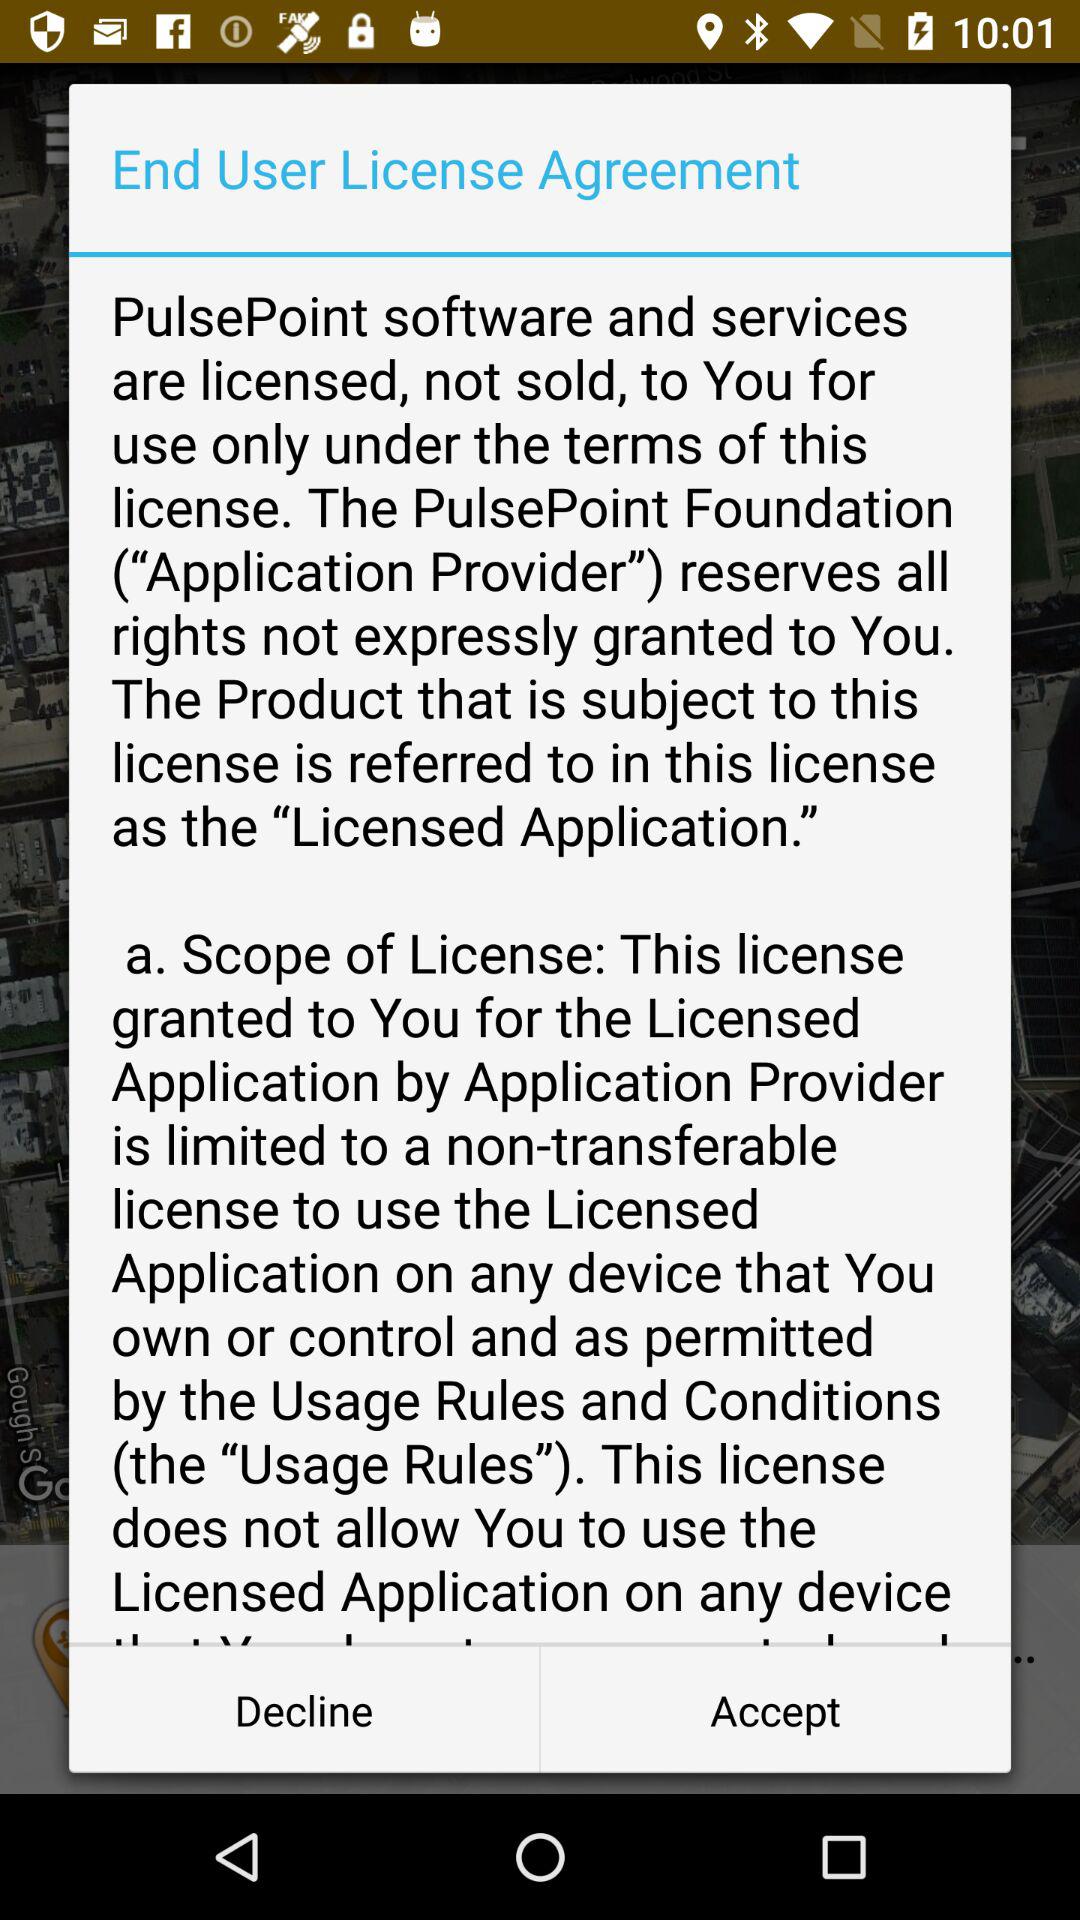 FAKE
10:01
Redwood St
End User License Agreement
PulsePoint software and services
are licensed, not sold, to You for
use only under the terms of this
license. The PulsePoint Foundation
(“Application Provider”) reserves all
rights not expressly granted to You.
The Product that is subject to this
license is referred to in this license
as the “Licensed Application.”
a. Scope of License: This license
granted to You for the Licensed
Application by Application Provider
is limited to a non-transferable
license to use the Licensed
Application on any device that You
own or control and as permitted
by the Usage Rules and Conditions
(the “Usage Rules”). This license
does not allow You to use the
Licensed Application on any device
Gough S
Go
..
Decline
Accept